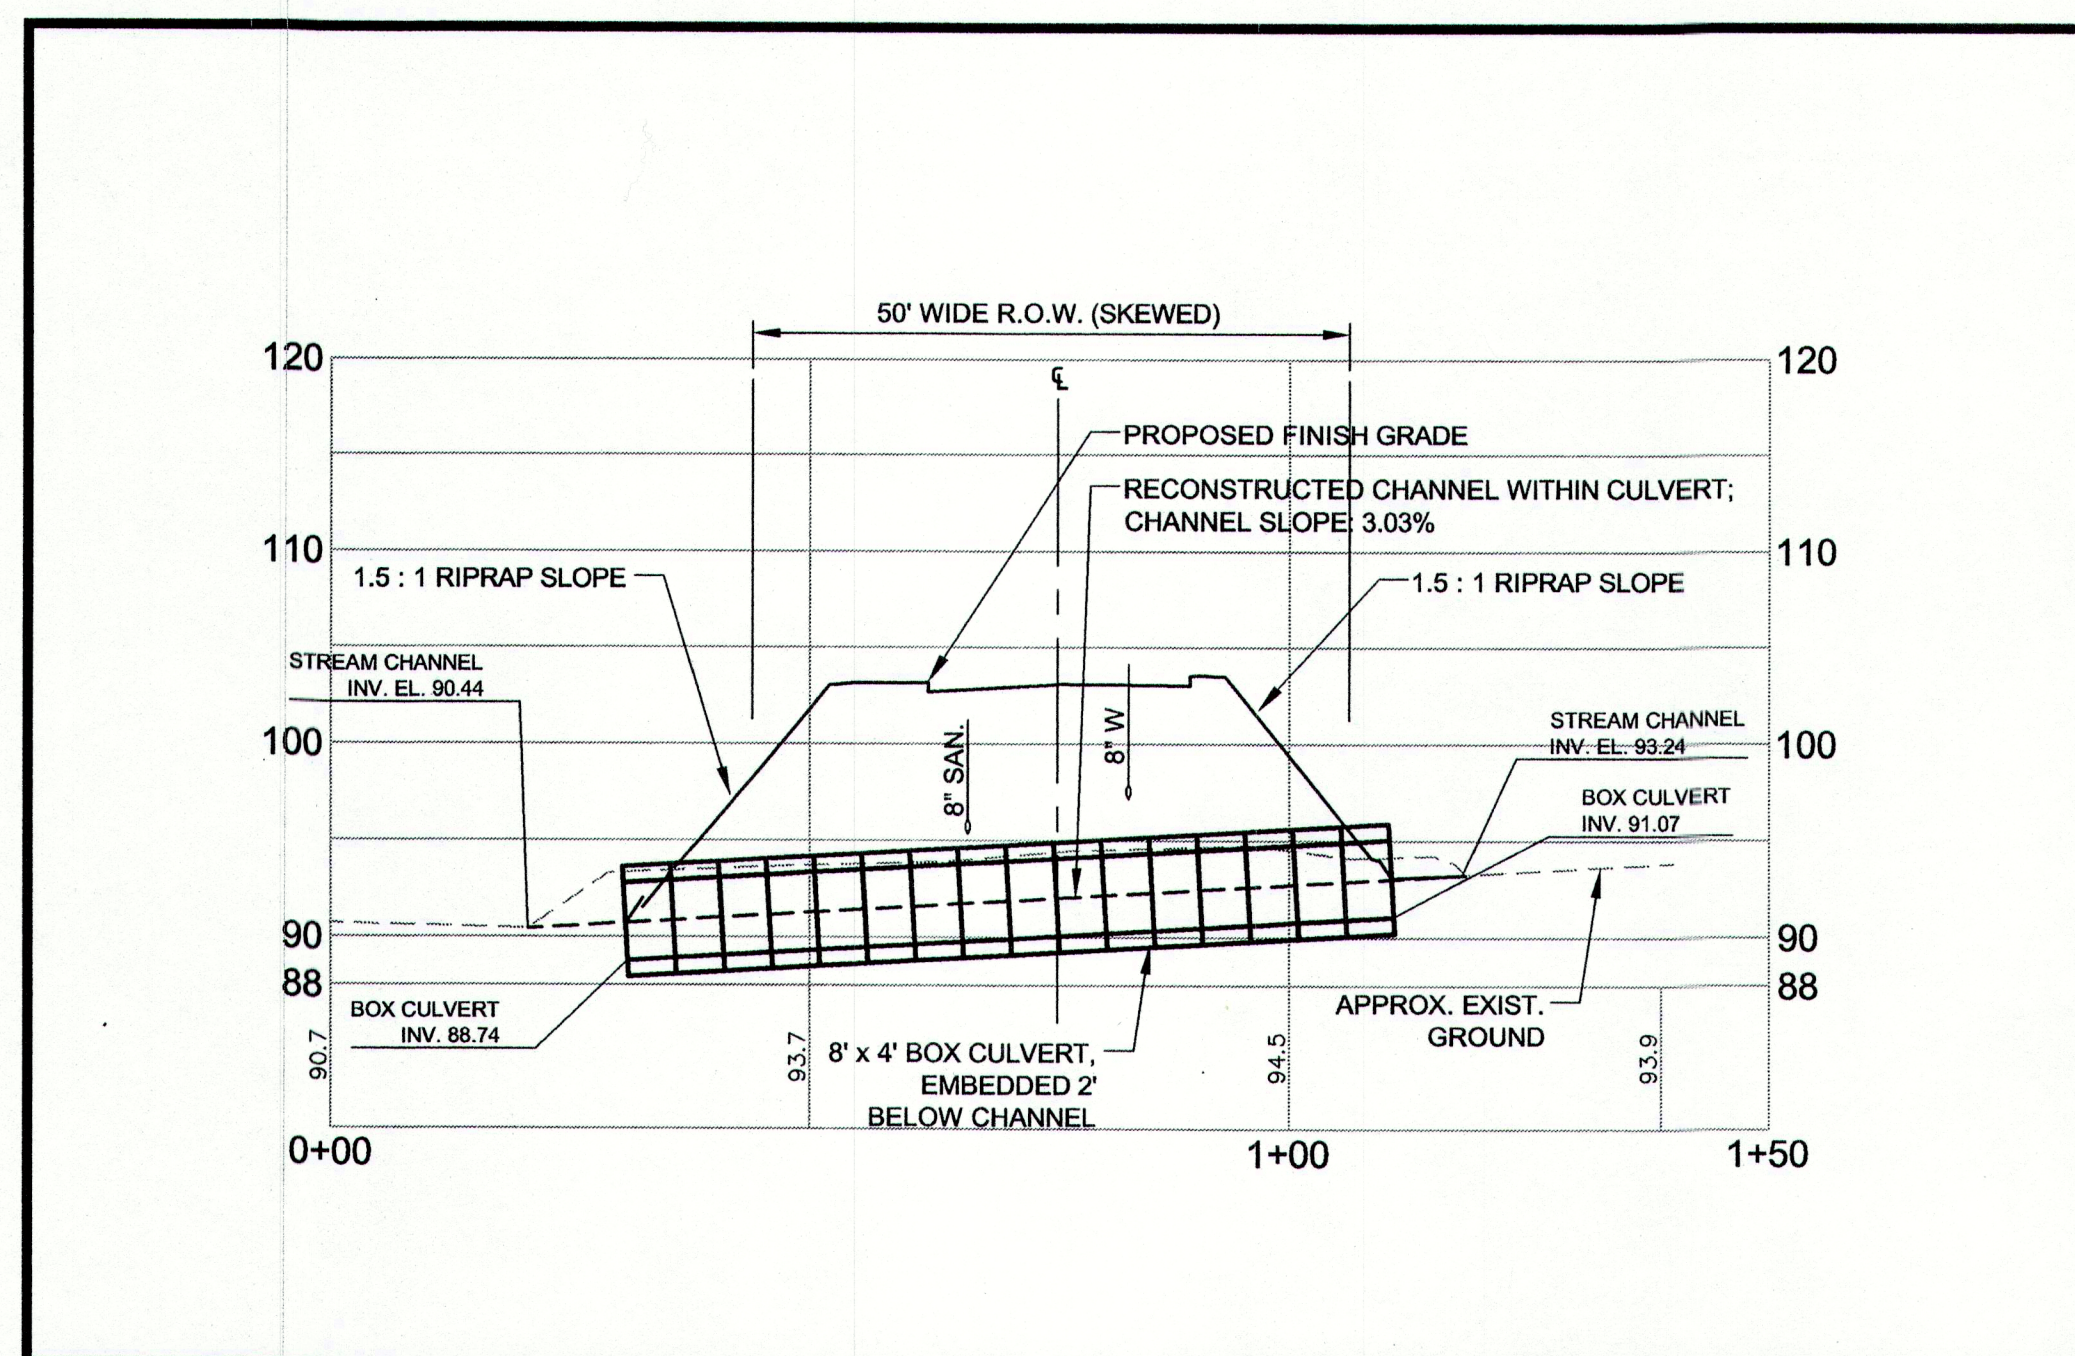 50' WIDE R.O.W. (SKEWED)
120
120
℄
PROPOSED FINISH GRADE
RECONSTRUCTED CHANNEL WITHIN CULVERT;
CHANNEL SLOPE: 3.03%
110
110
1.5 : 1 RIPRAP SLOPE
1.5 : 1 RIPRAP SLOPE
STREAM CHANNEL
INV. EL. 90.44
100
100
8" SAN.
8" W
STREAM CHANNEL
INV. EL. 93.24
BOX CULVERT
INV. 91.07
90
90
88
88
BOX CULVERT
INV. 88.74
APPROX. EXIST.
GROUND
8' x 4' BOX CULVERT,
EMBEDDED 2'
BELOW CHANNEL
90.7
93.7
94.5
93.9
0+00
1+00
1+50